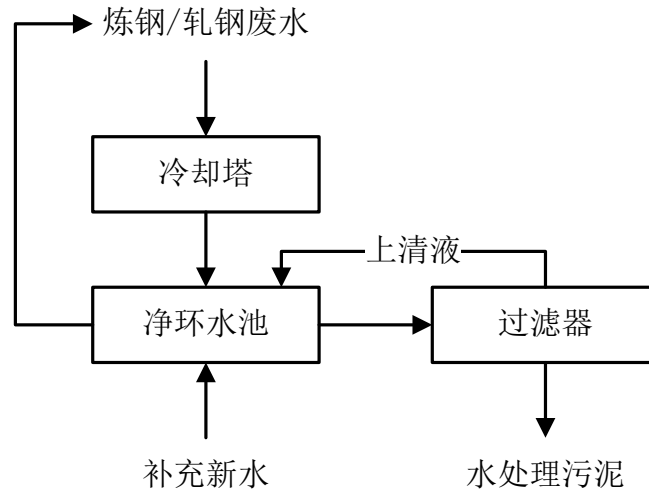 炼钢/轧钢废水
冷却塔
上清液
净环水池
过滤器
补充新水
水处理污泥